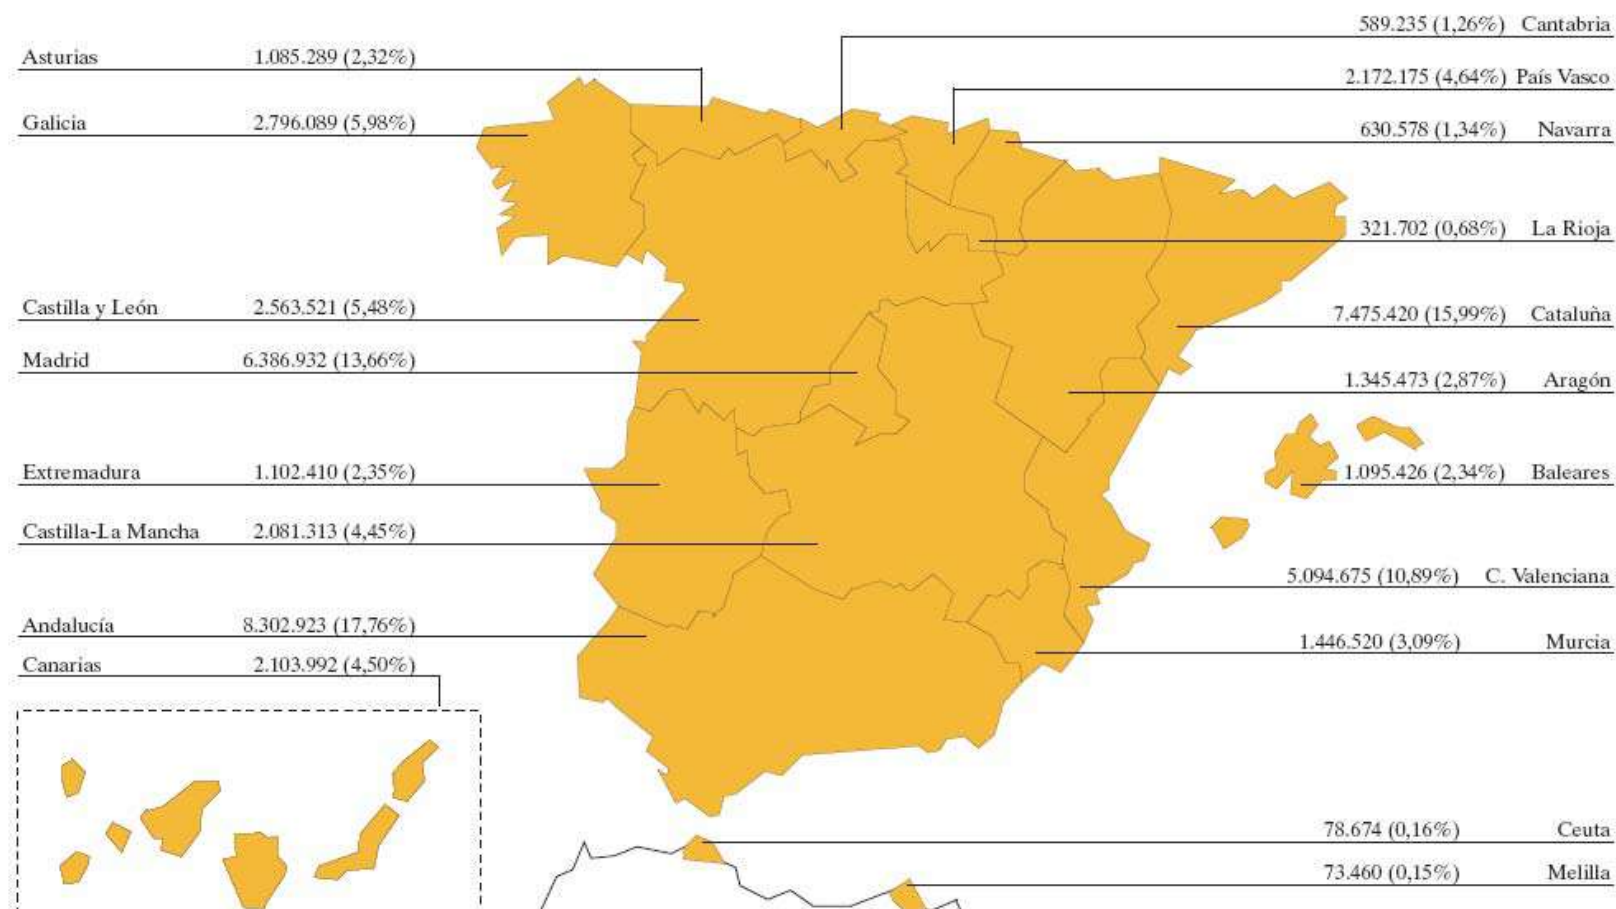 Asturias 1.085.289 (2,32%)
Galicia 2.796.089 (5,98%)
Castilla y León 2.563.521 (5,48%)
Madrid 6.386.932 (13,66%)
Extremadura 1.102.410 (2,35%)
Castilla-La Mancha 2.081.313 (4,45%)
Andalucía 8.302.923 (17,76%)
Canarias 2.103.992 (4,50%)
589.235 (1,26%) Cantabria
2.172.175 (4,64%) País Vasco
630.578 (1,34%) Navarra
321.702 (0,68%) La Rioja
7.475.420 (15,99%) Cataluña
1.345.473 (2,87%) Aragón
1.095.426 (2,34%) Baleares
5.094.675 (10,89%) C. Valenciana
1.446.520 (3,09%) Murcia
78.674 (0,16%) Ceuta
73.460 (0,15%) Melilla